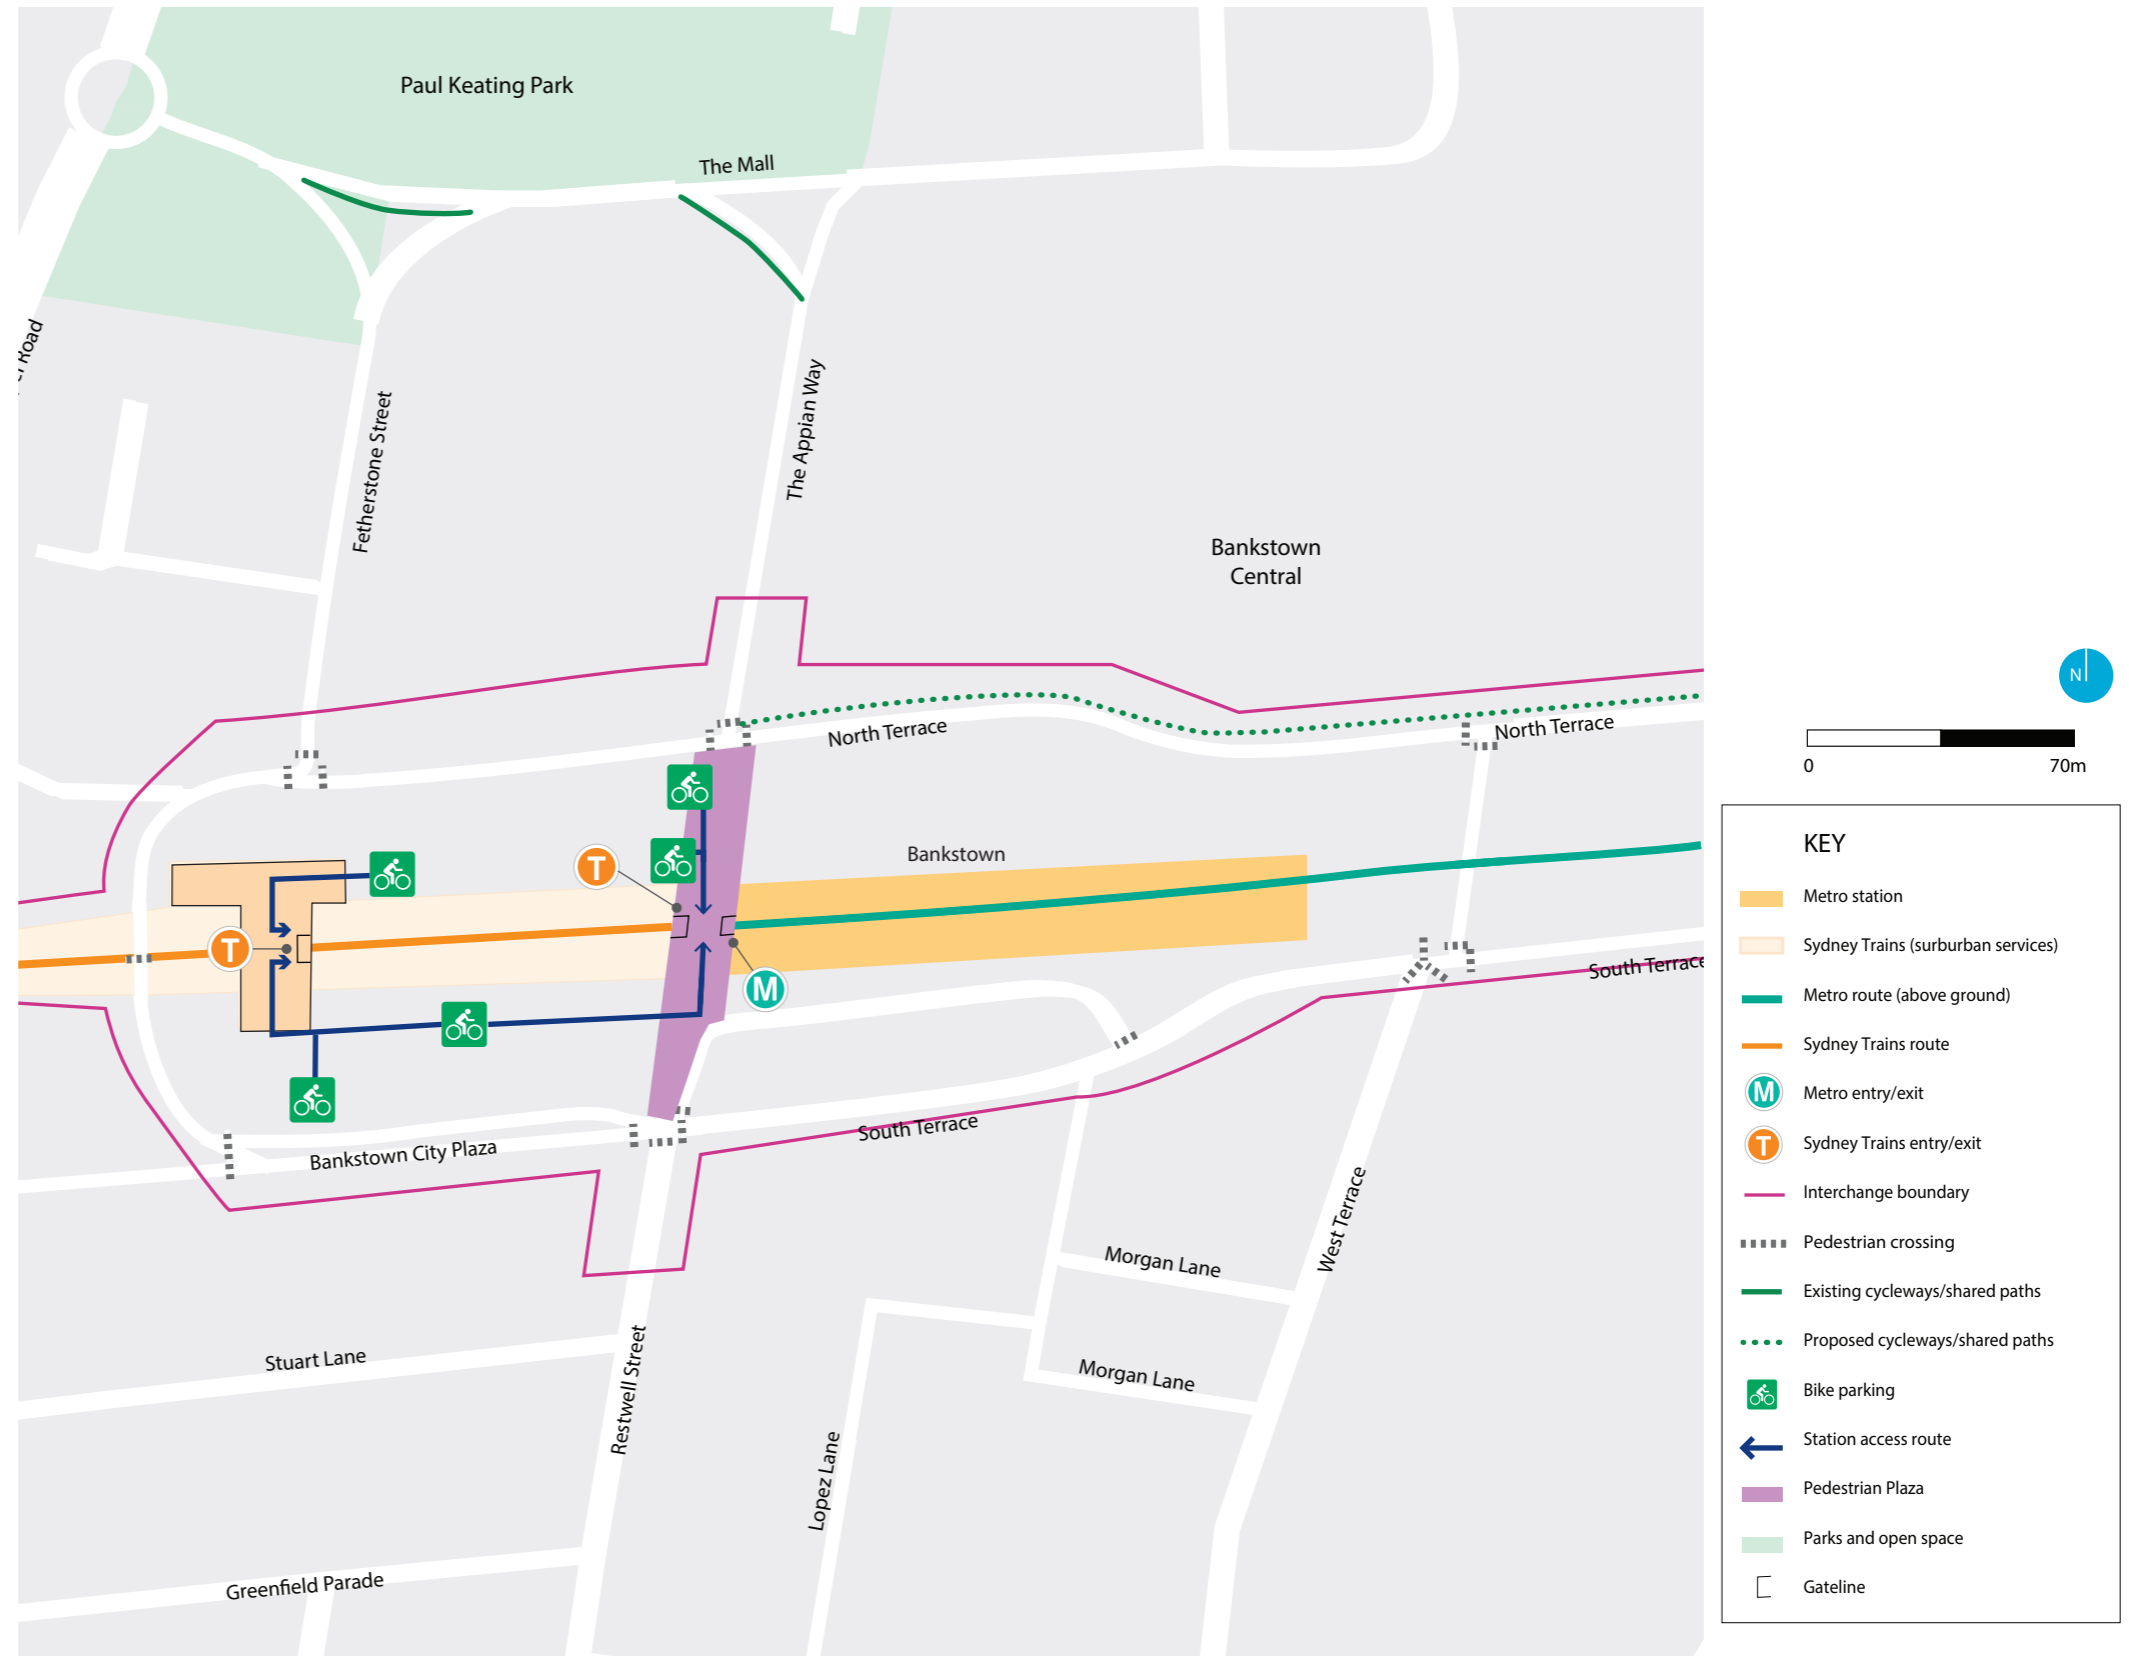 Paul Keating Park
The Mall
Road
Fetherstone Street
The Appian Way
Bankstown
Central
North Terrace
North Terrace
Bankstown
T
T
M
South Terrace
South Terrace
Bankstown City Plaza
West Terrace
Morgan Lane
Morgan Lane
Stuart Lane
Restwell Street
Lopez Lane
Greenfield Parade
N
0 70m
KEY
Metro station
Sydney Trains (surburban services)
Metro route (above ground)
Sydney Trains route
M Metro entry/exit
T Sydney Trains entry/exit
Interchange boundary
Pedestrian crossing
Existing cycleways/shared paths
Proposed cycleways/shared paths
Bike parking
Station access route
Pedestrian Plaza
Parks and open space
Gateline